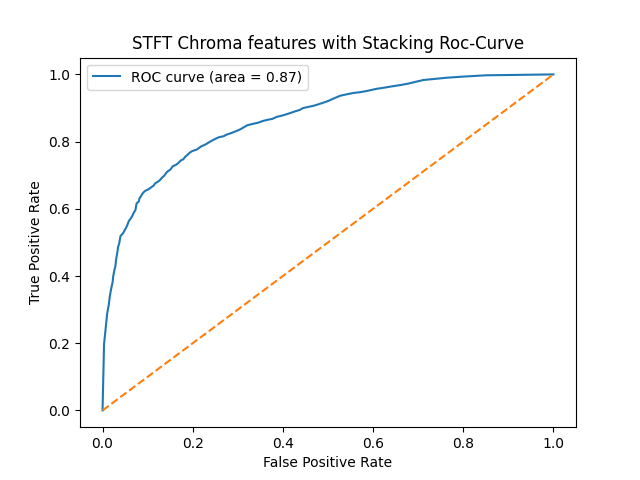 STFT Chroma features with Stacking Roc-Curve
ROC curve (area = 0.87)
1.0
0.8
0.6
0.4
0.2
0.0
True Positive Rate
0.0 0.2 0.4 0.6 0.8 1.0
False Positive Rate